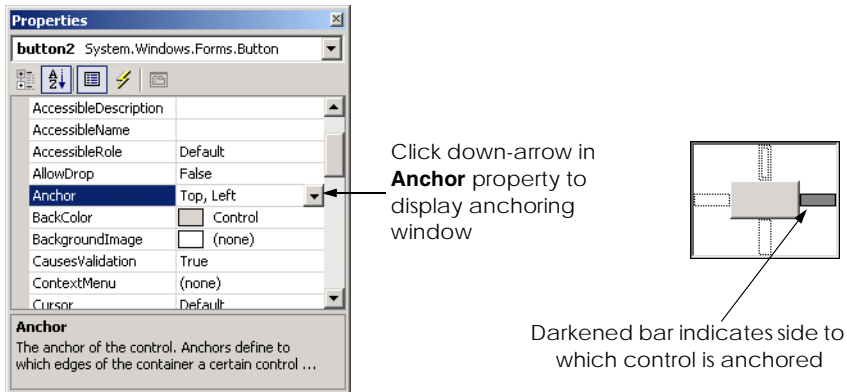 Properties
button2 System.Windows.Forms.Button
AccessibleDescription
AccessibleName
AccessibleRole Default
AllowDrop False
Anchor Top, Left
BackColor Control
BackgroundImage (none)
CausesValidation True
ContextMenu (none)
Cursor Default
Anchor
The anchor of the control. Anchors define to
which edges of the container a certain control ...
Click down-arrow in
Anchor property to
display anchoring
window
Darkened bar indicates side to
which control is anchored